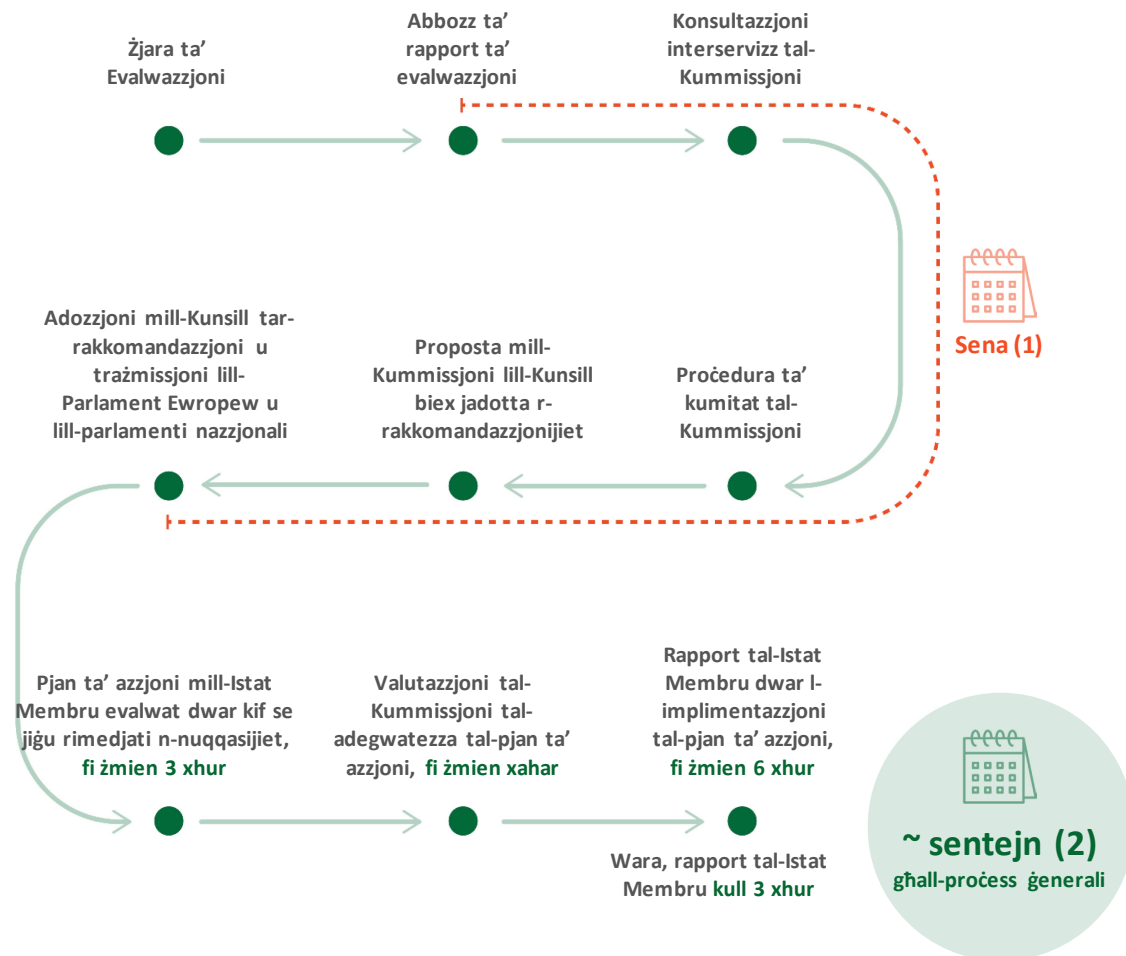 Żjara ta’
Evalwazzjoni
Abbozz ta’
rapport ta’
evalwazzjoni
Konsultazzjoni
interservizz tal-
Kummissjoni
Sena (1)
Adozzjoni mill-Kunsill tar-
rakkomandazzjoni u
trażmissjoni lill-
Parlament Ewropew u
lill-parlamenti nazzjonali
Proposta mill-
Kummissjoni lill-Kunsill
biex jadotta r-
rakkomandazzjonijiet
Proċedura ta’
kumitat tal-
Kummissjoni
Pjan ta’ azzjoni mill-Istat
Membru evalwat dwar kif se
jiġu rimedjati n-nuqqasijiet,
fi żmien 3 xhur
Valutazzjoni tal-
Kummissjoni tal-
adegwatezza tal-pjan ta’
azzjoni, fi żmien xahar
Rapport tal-Istat
Membru dwar l-
implimentazzjoni
tal-pjan ta’ azzjoni,
fi żmien 6 xhur
Wara, rapport tal-Istat
Membru kull 3 xhur
~ sentejn (2)
għall-proċess ġenerali